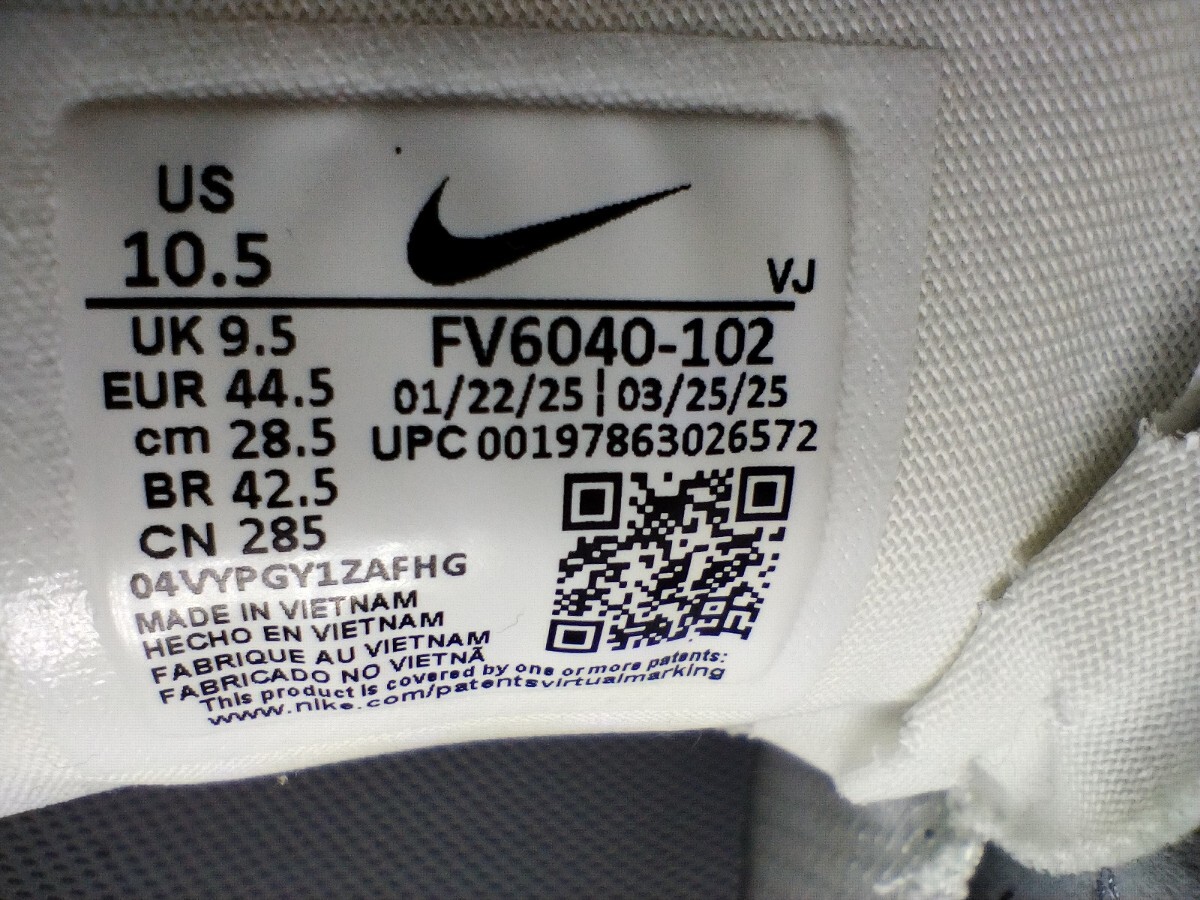 US
10.5
VJ
UK 9.5
EUR 44.5
cm 28.5
BR 42.5
CN 285
FV6040-102
01/22/25 | 03/25/25
UPC 00197863026572
04VYPGY1ZAFHG
MADE IN VIETNAM
HECHO EN VIETNAM
FABRIQUE AU VIETNAM
FABRICADO NO VIETNÃ
This product is covered by one or more patents:
www.nike.com/patentsvirtualmarking